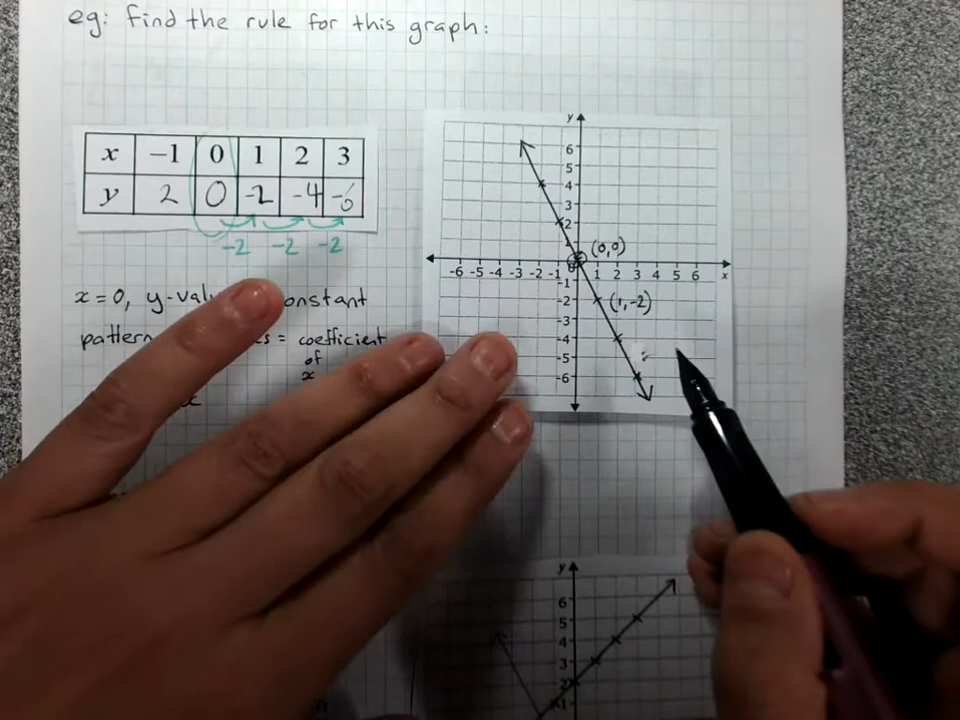 eg: find the rule for this graph:
x -1 0 1 2 3
y 2 0 -2 -4 -6
-2 -2 -2
x=0, y-val onstant
pattern s = coefficient
of
x
x
y
6
5
4
3
2
1
(0,0)
-6 -5 -4 -3 -2 -1 0 1 2 3 4 5 6 x
-1
-2 (1,-2)
-3
-4
-5
-6
y
6
5
4
3
2
1